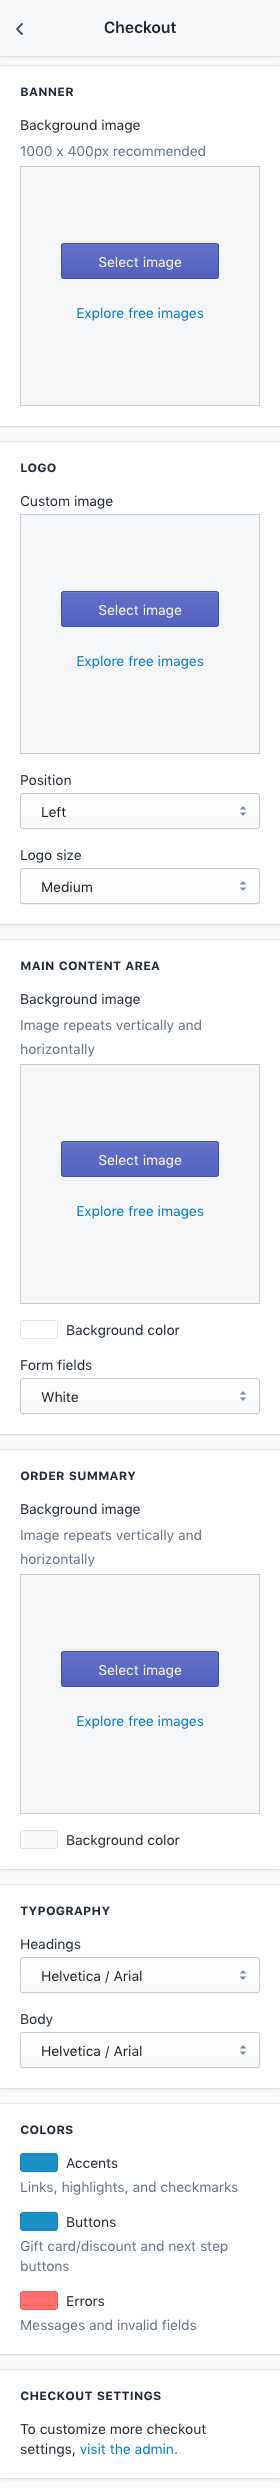 Checkout
BANNER
Background image
1000 x 400px recommended
Select image
Explore free images
LOGO
Custom image
Select image
Explore free images
Position
Left
Logo size
Medium
MAIN CONTENT AREA
Background image
Image repeats vertically and
horizontally
Select image
Explore free images
Background color
Form fields
White
ORDER SUMMARY
Background image
Image repeats vertically and
horizontally
Select image
Explore free images
Background color
TYPOGRAPHY
Headings
Helvetica / Arial
Body
Helvetica / Arial
COLORS
Accents
Links, highlights, and checkmarks
Buttons
Gift card/discount and next step
buttons
Errors
Messages and invalid fields
CHECKOUT SETTINGS
To customize more checkout
settings, visit the admin.